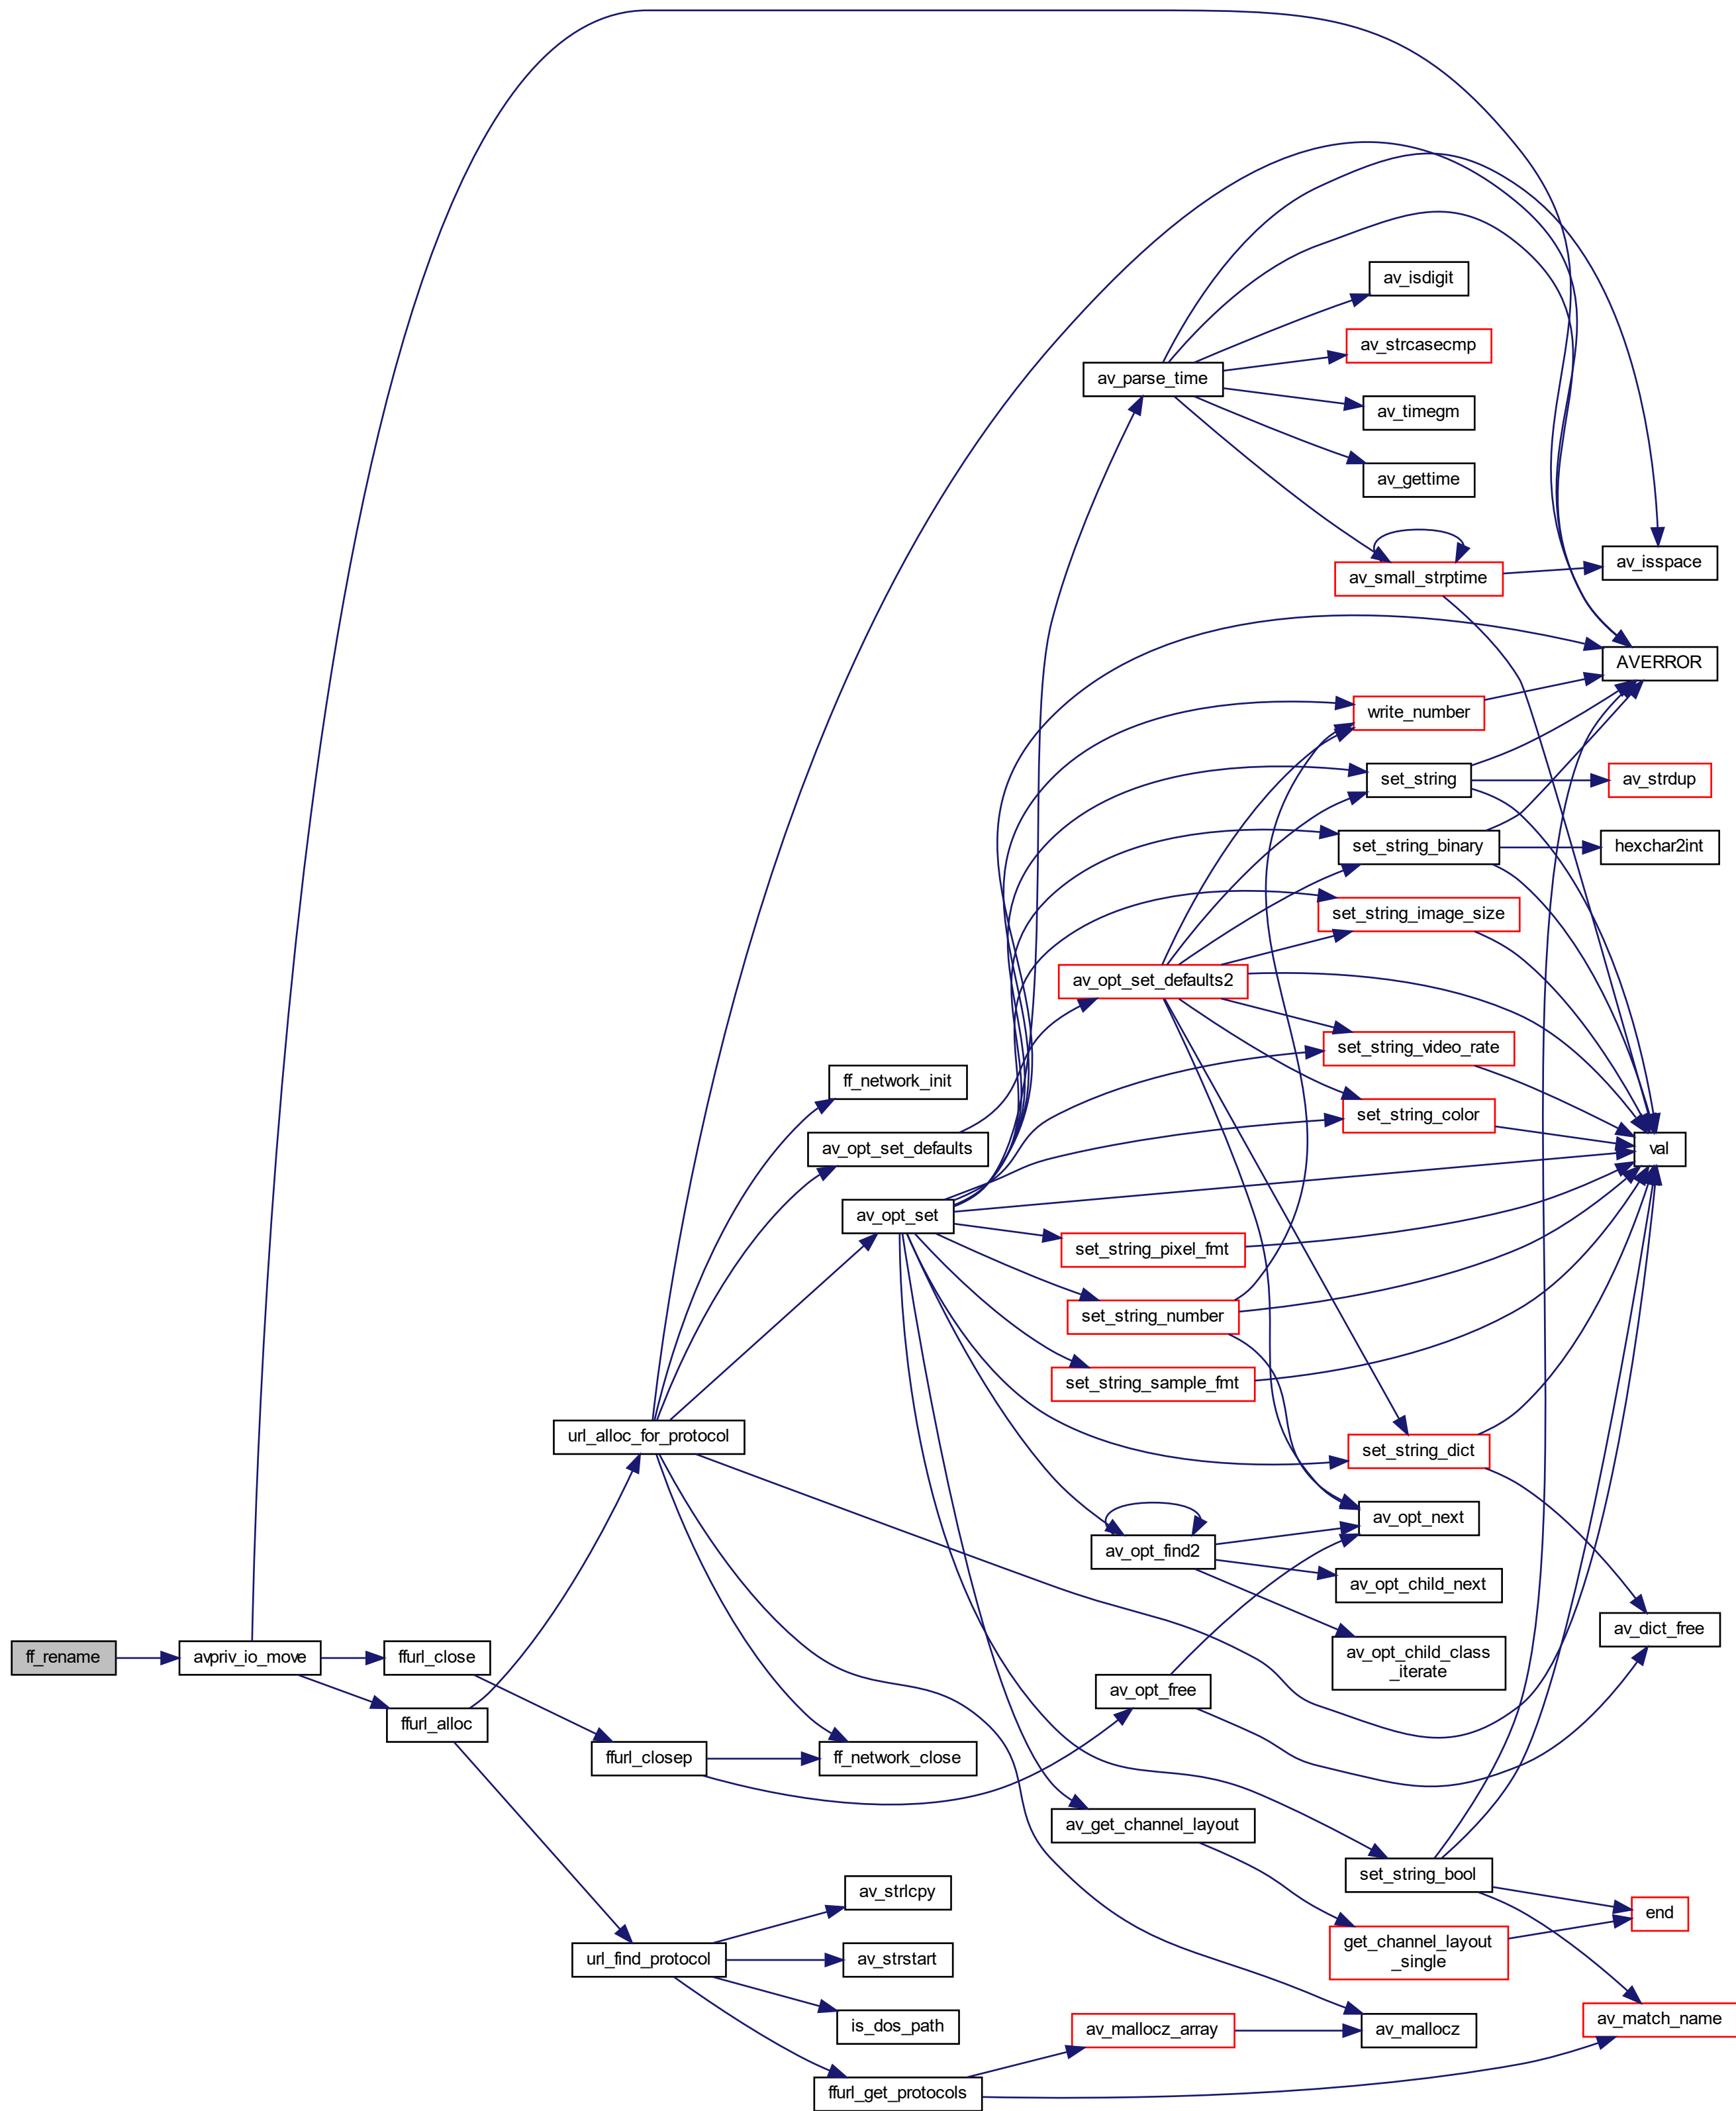 av_isdigit
av_strcasecmp
av_parse_time
av_timegm
av_gettime
av_isspace
av_small_strptime
AVERROR
write_number
set_string
av_strdup
set_string_binary
hexchar2int
set_string_image_size
av_opt_set_defaults2
set_string_video_rate
ff_network_init
set_string_color
av_opt_set_defaults
val
av_opt_set
set_string_pixel_fmt
set_string_number
set_string_sample_fmt
url_alloc_for_protocol
set_string_dict
av_opt_next
av_opt_find2
av_opt_child_next
av_dict_free
ff_rename
avpriv_io_move
ffurl_close
av_opt_child_class
_iterate
av_opt_free
ffurl_alloc
ffurl_closep
ff_network_close
av_get_channel_layout
set_string_bool
av_strlcpy
end
get_channel_layout
_single
url_find_protocol
av_strstart
is_dos_path
av_mallocz_array
av_mallocz
av_match_name
ffurl_get_protocols